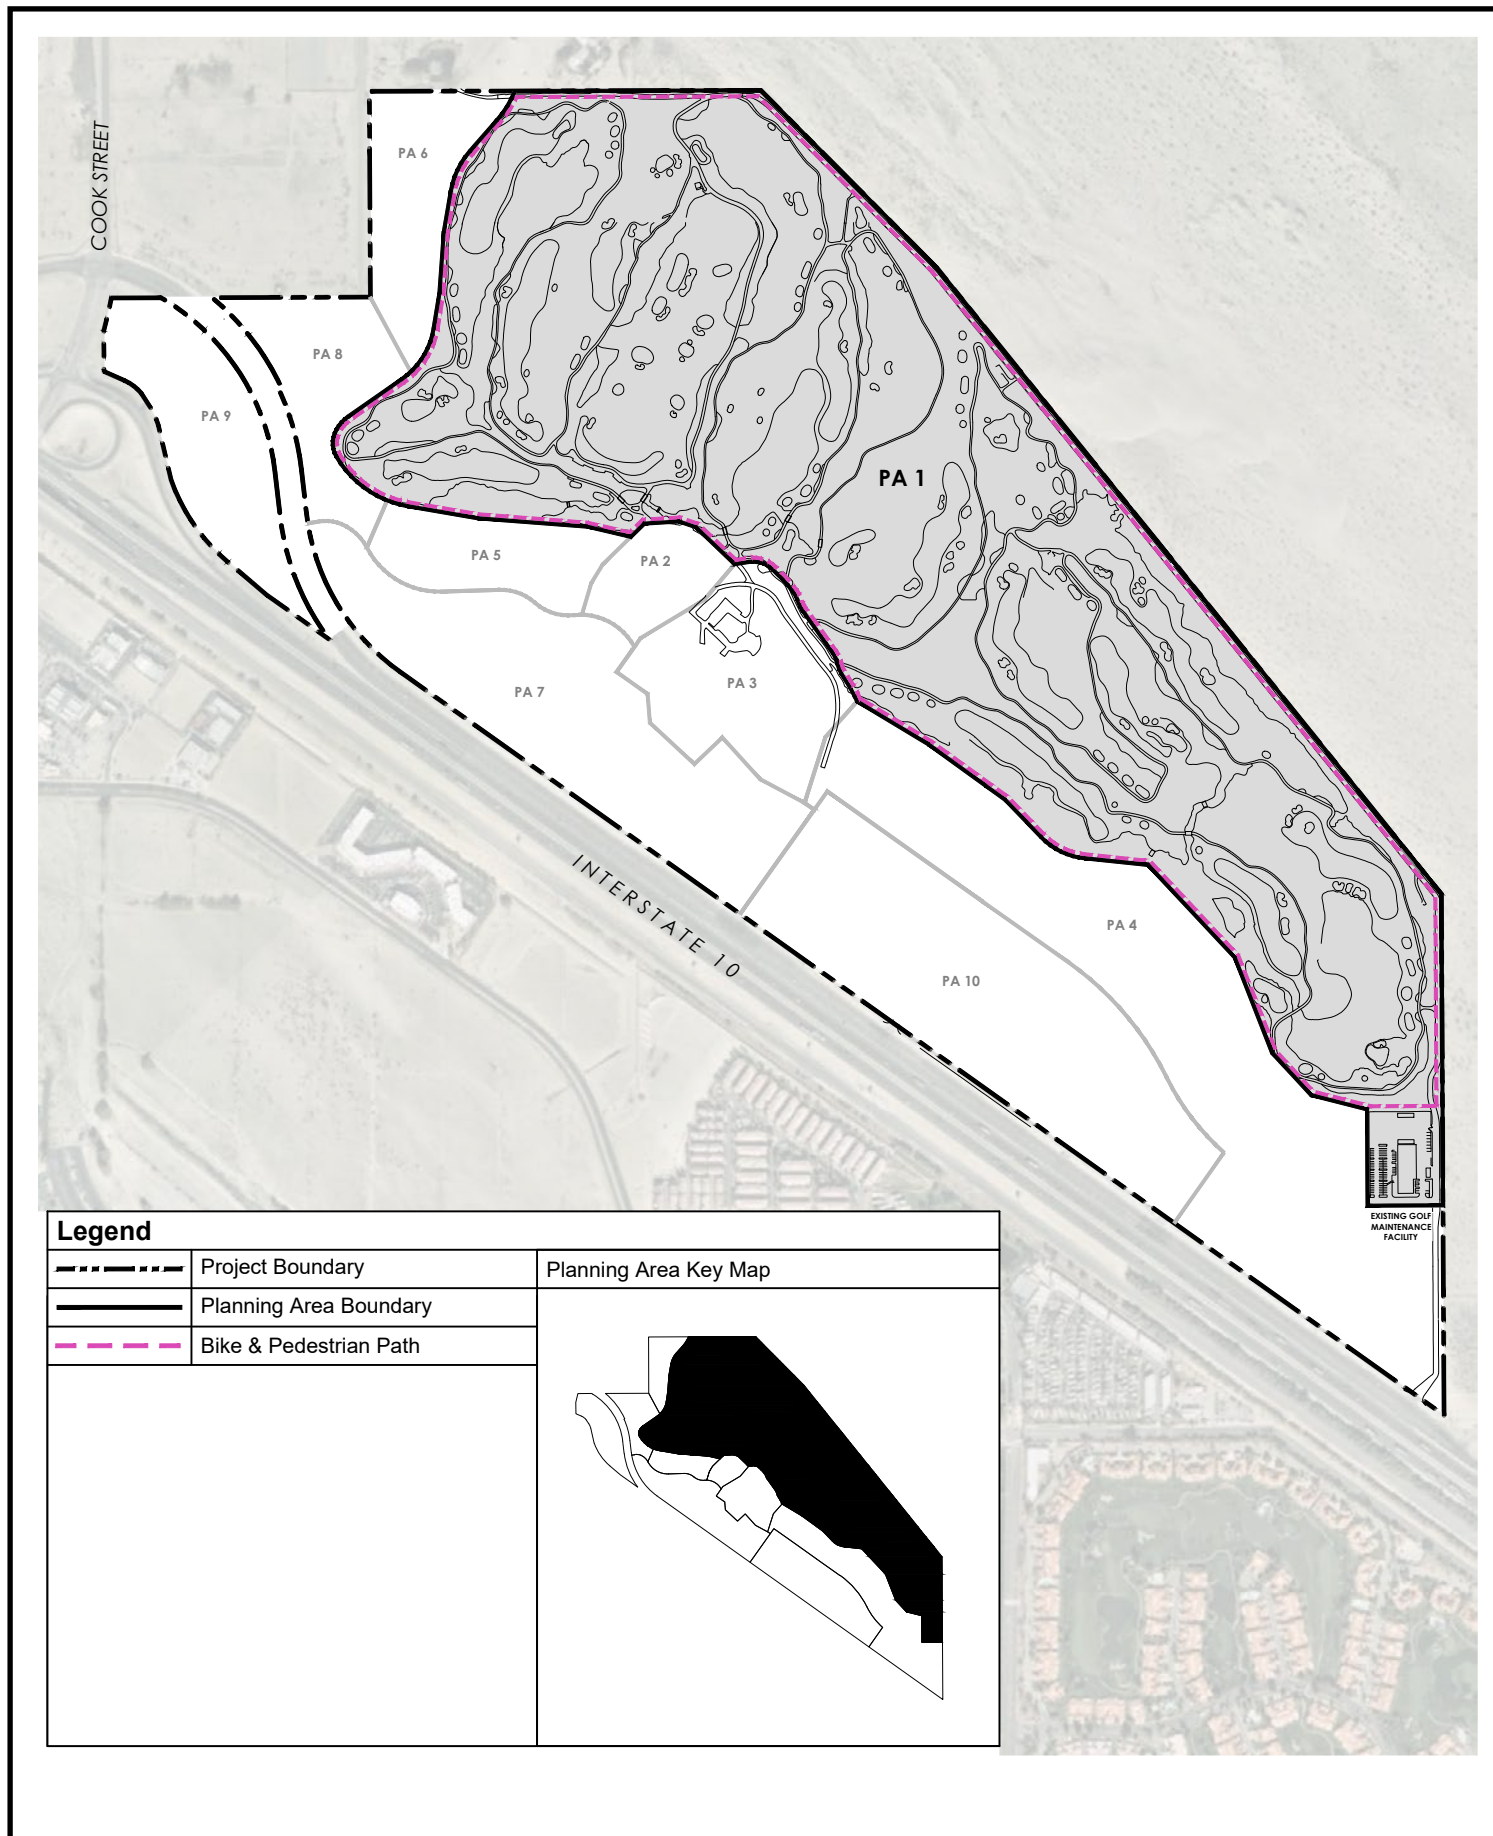 COOK STREET
PA 6
PA 8
PA 9
PA 1
PA 5
PA 2
PA 7
PA 3
INTERSTATE 10
PA 4
PA 10
EXISTING GOLF
MAINTENANCE
FACILITY
Legend
Project Boundary
Planning Area Key Map
Planning Area Boundary
Bike & Pedestrian Path